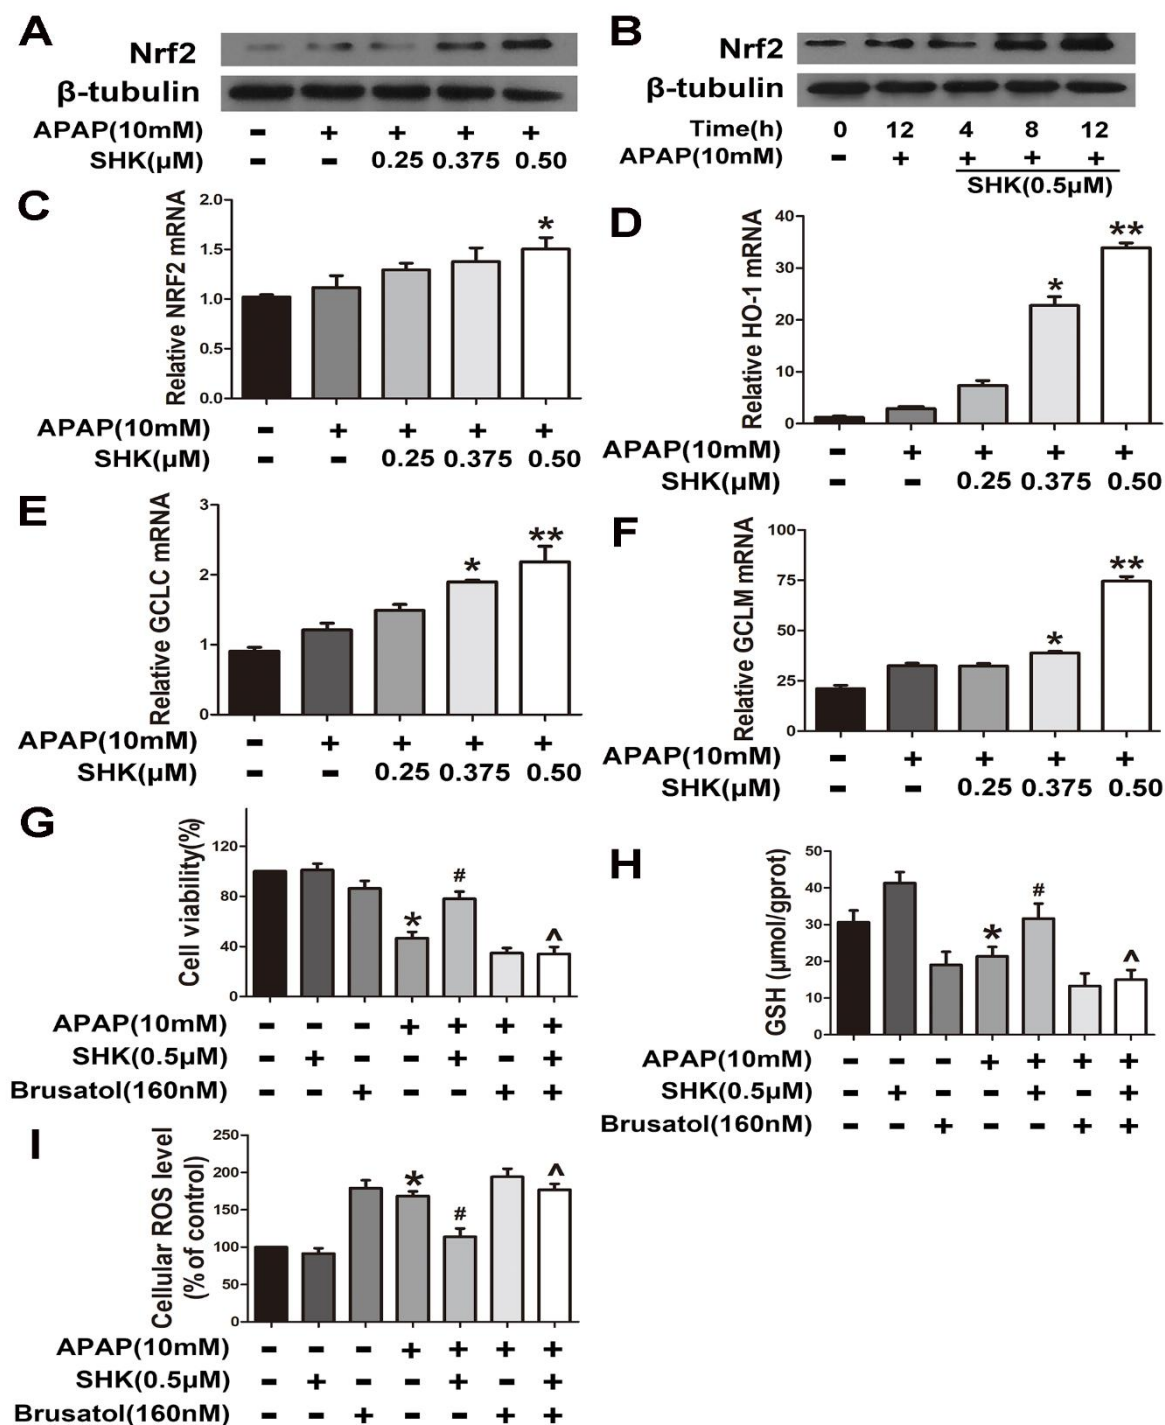 A
Nrf2
β-tubulin
APAP(10mM) - + + + +
SHK(μM) - - 0.25 0.375 0.50
B
Nrf2
β-tubulin
Time(h) 0 12 4 8 12
APAP(10mM) - + + + +
SHK(0.5μM)
C
Relative NRF2 mRNA
2.0
1.5
1.0
0.5
0.0
*
APAP(10mM) - + + + +
SHK(μM) - - 0.25 0.375 0.50
D
Relative HO-1 mRNA
40
30
20
10
0
* **
APAP(10mM) - + + + +
SHK(μM) - - 0.25 0.375 0.50
E
Relative GCLC mRNA
3
2
1
0
* **
APAP(10mM) - + + + +
SHK(μM) - - 0.25 0.375 0.50
F
Relative GCLM mRNA
100
75
50
25
0
* **
APAP(10mM) - + + + +
SHK(μM) - - 0.25 0.375 0.50
G
Cell viability(%)
120
80
40
0
* # ^
APAP(10mM) - - - + + + +
SHK(0.5μM) - + - - + - +
Brusatol(160nM) - - + - - + +
H
GSH (μmol/gprot)
50
40
30
20
10
0
* # ^
APAP(10mM) - - - + + + +
SHK(0.5μM) - + - - + - +
Brusatol(160nM) - - + - - + +
I
Cellular ROS level
(% of control)
250
200
150
100
50
0
* # ^
APAP(10mM) - - - + + + +
SHK(0.5μM) - + - - + - +
Brusatol(160nM) - - + - - + +